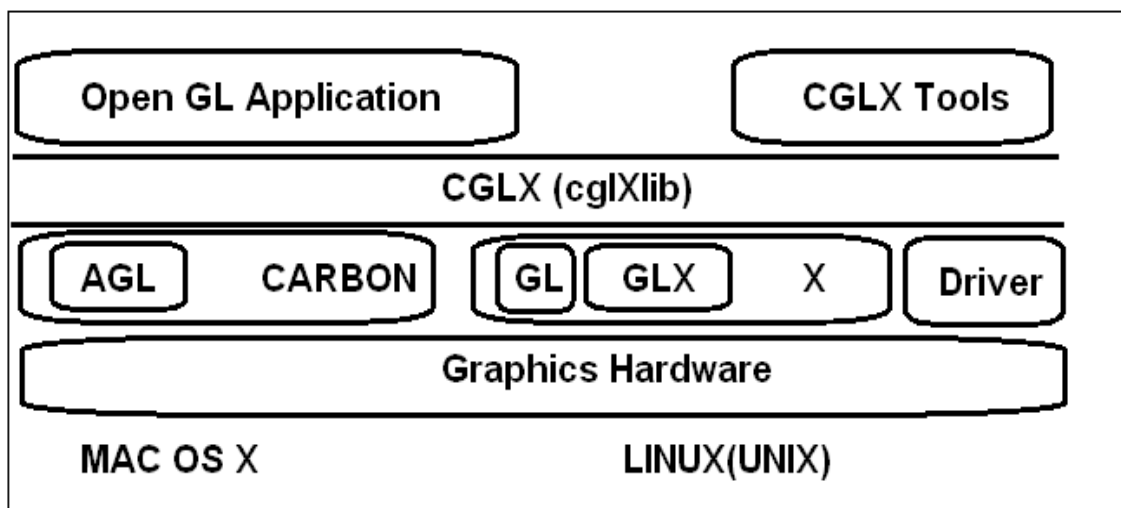 Open GL Application CGLX Tools
CGLX (cglXlib)
AGL CARBON GL GLX X Driver
Graphics Hardware
MAC OS X LINUX(UNIX)